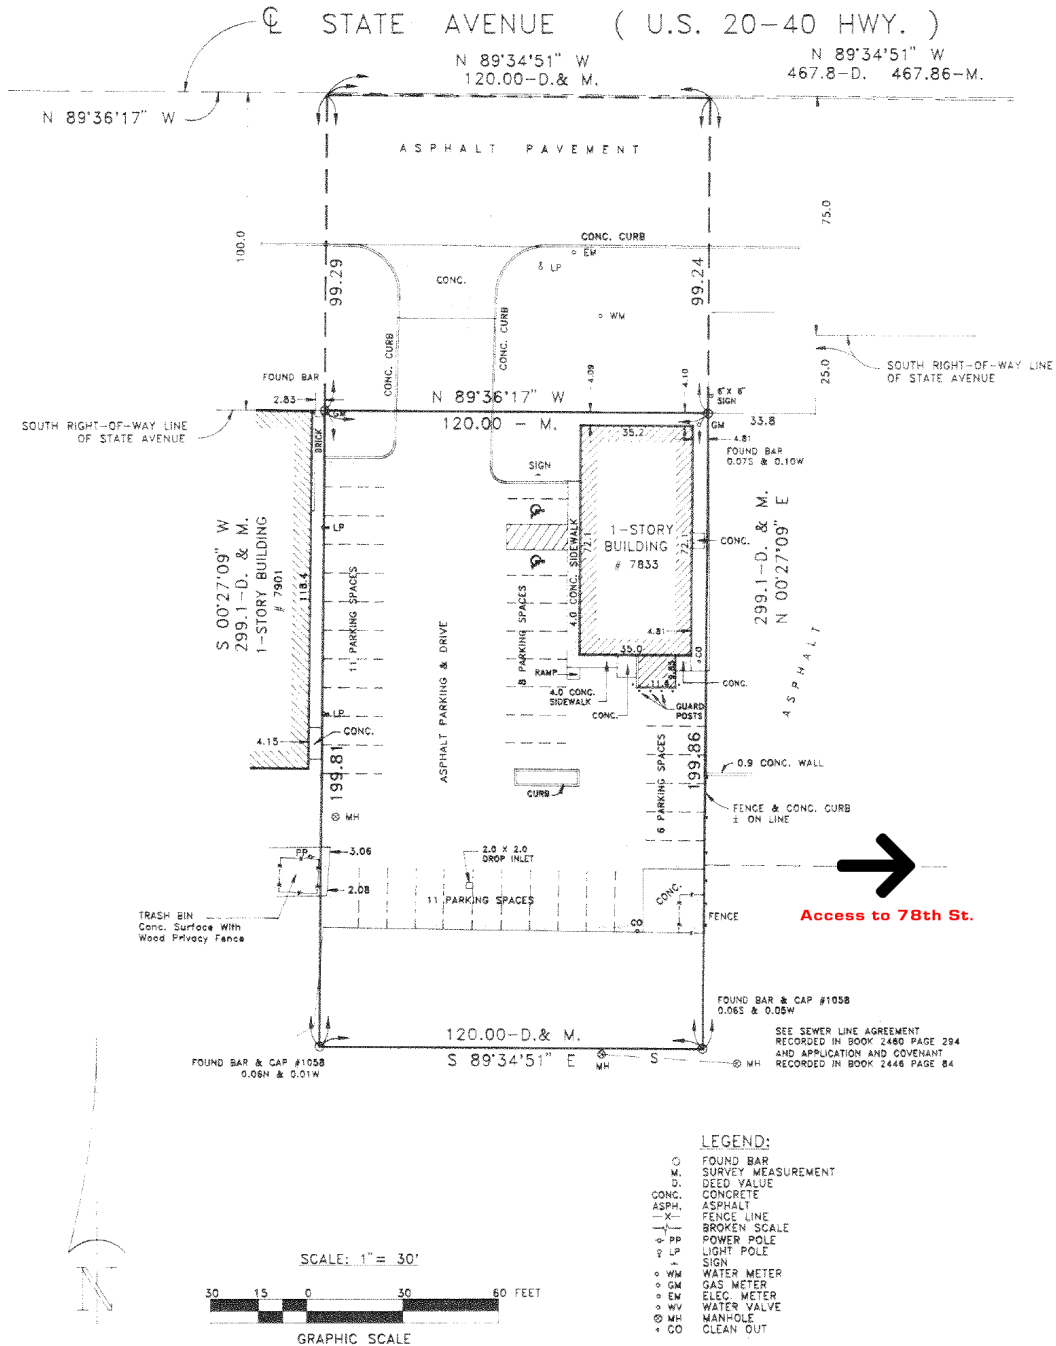 ℄ STATE AVENUE ( U.S. 20-40 HWY. )
N 89°34'51" W
120.00-D.& M.
N 89°34'51" W
467.8-D. 467.86-M.
N 89°36'17" W
ASPHALT PAVEMENT
100.0
99.29
CONC. CURB
EM
LP
CONC.
WM
CONC. CURB
CONC. CURB
99.24
75.0
25.0
SOUTH RIGHT-OF-WAY LINE
OF STATE AVENUE
FOUND BAR
2.83
GM
N 89°36'17" W
120.00 - M.
4.09
4.10
6" X 6"
SIGN
GM
33.8
4.81
FOUND BAR
0.07S & 0.10W
SOUTH RIGHT-OF-WAY LINE
OF STATE AVENUE
BRICK
35.2
SIGN
LP
S 00°27'09" W
299.1-D. & M.
1-STORY BUILDING
# 7901
118.4
11 PARKING SPACES
ASPHALT PARKING & DRIVE
8 PARKING SPACES
4.0 CONC. SIDEWALK
72.1
1-STORY
BUILDING
# 7833
72.1
CONC.
299.1-D. & M.
N 00°27'09" E
ASPHALT
4.81
35.0
CO
RAMP
9.85
11.8
4.0 CONC.
SIDEWALK
CONC.
GUARD
POSTS
CONC.
LP
CONC.
4.15
199.81
199.86
6 PARKING SPACES
0.9 CONC. WALL
CURB
FENCE & CONC. CURB
± ON LINE
MH
PP
3.06
2.08
2.0 X 2.0
DROP INLET
11 PARKING SPACES
CONC.
CO
FENCE
Access to 78th St.
TRASH BIN
Conc. Surface With
Wood Privacy Fence
FOUND BAR & CAP #1058
0.06S & 0.05W
120.00-D.& M.
S 89°34'51" E
S
MH
MH
SEE SEWER LINE AGREEMENT
RECORDED IN BOOK 2460 PAGE 294
AND APPLICATION AND COVENANT
RECORDED IN BOOK 2446 PAGE 84
FOUND BAR & CAP #1058
0.06N & 0.01W
N
SCALE: 1"= 30'
30 15 0 30 60 FEET
GRAPHIC SCALE
LEGEND:
FOUND BAR
M. SURVEY MEASUREMENT
D. DEED VALUE
CONC. CONCRETE
ASPH. ASPHALT
—X— FENCE LINE
BROKEN SCALE
PP POWER POLE
LP LIGHT POLE
SIGN
WM WATER METER
GM GAS METER
EM ELEC. METER
WV WATER VALVE
MH MANHOLE
CO CLEAN OUT